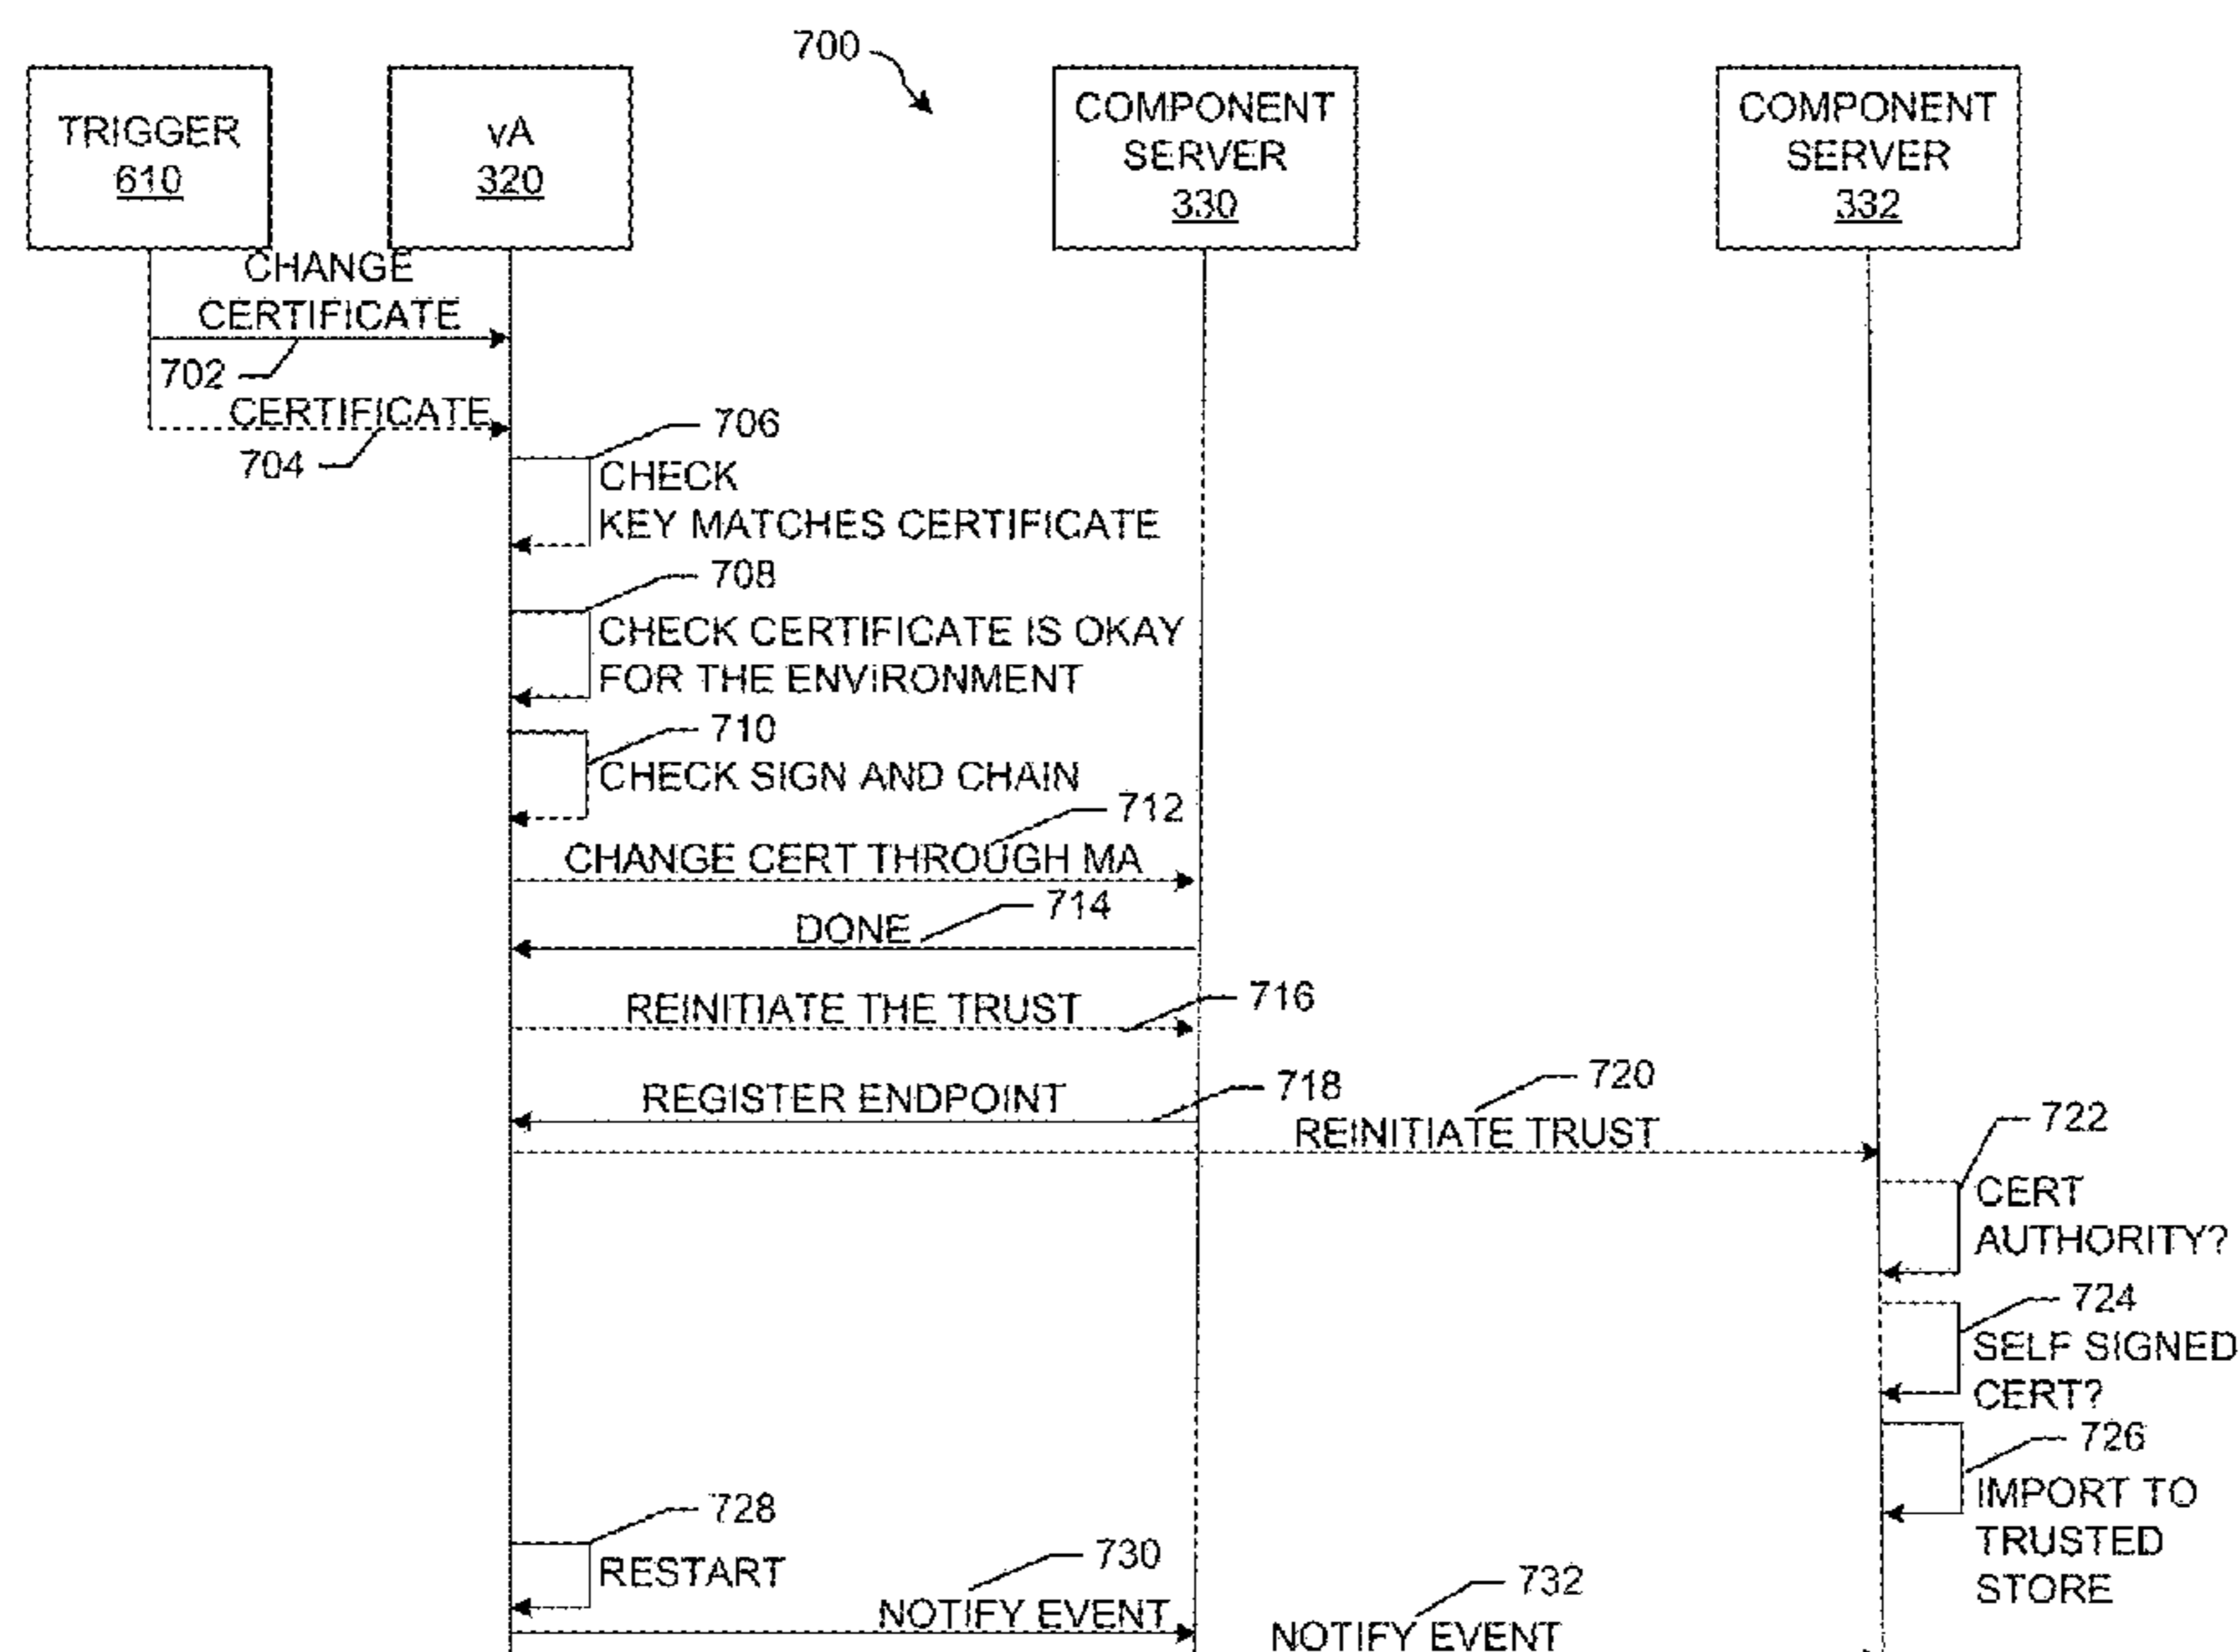 700
TRIGGER
610
vA
320
COMPONENT
SERVER
330
COMPONENT
SERVER
332
CHANGE
CERTIFICATE
702
CERTIFICATE
704
706
CHECK
KEY MATCHES CERTIFICATE
708
CHECK CERTIFICATE IS OKAY
FOR THE ENVIRONMENT
710
CHECK SIGN AND CHAIN
712
CHANGE CERT THROUGH MA
714
DONE
716
REINITIATE THE TRUST
718
REGISTER ENDPOINT
720
REINITIATE TRUST
722
CERT
AUTHORITY?
724
SELF SIGNED
CERT?
726
IMPORT TO
TRUSTED
STORE
728
RESTART
730
NOTIFY EVENT
732
NOTIFY EVENT